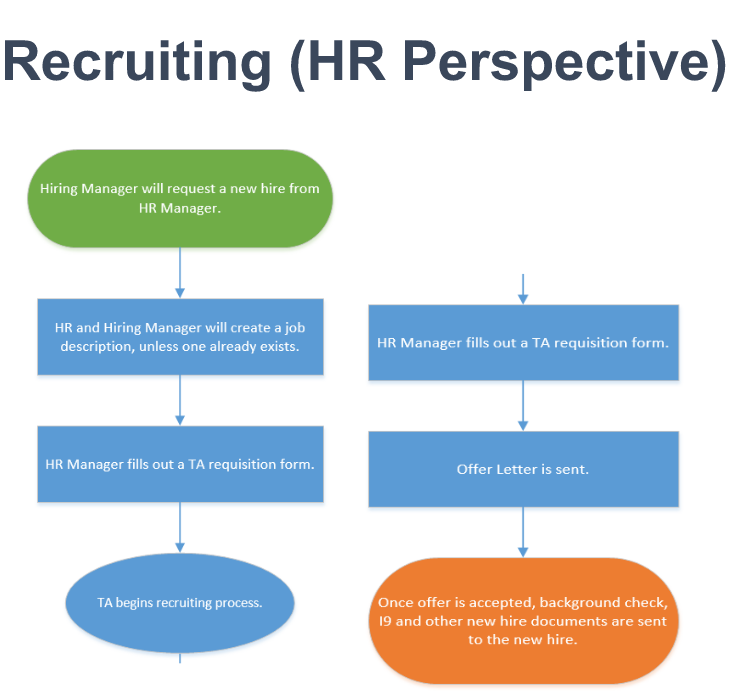 Recruiting (HR Perspective)
Hiring Manager will request a new hire from
HR Manager.
HR and Hiring Manager will create a job
description, unless one already exists.
HR Manager fills out a TA requisition form.
TA begins recruiting process.
HR Manager fills out a TA requisition form.
Offer Letter is sent.
Once offer is accepted, background check,
I9 and other new hire documents are sent
to the new hire.